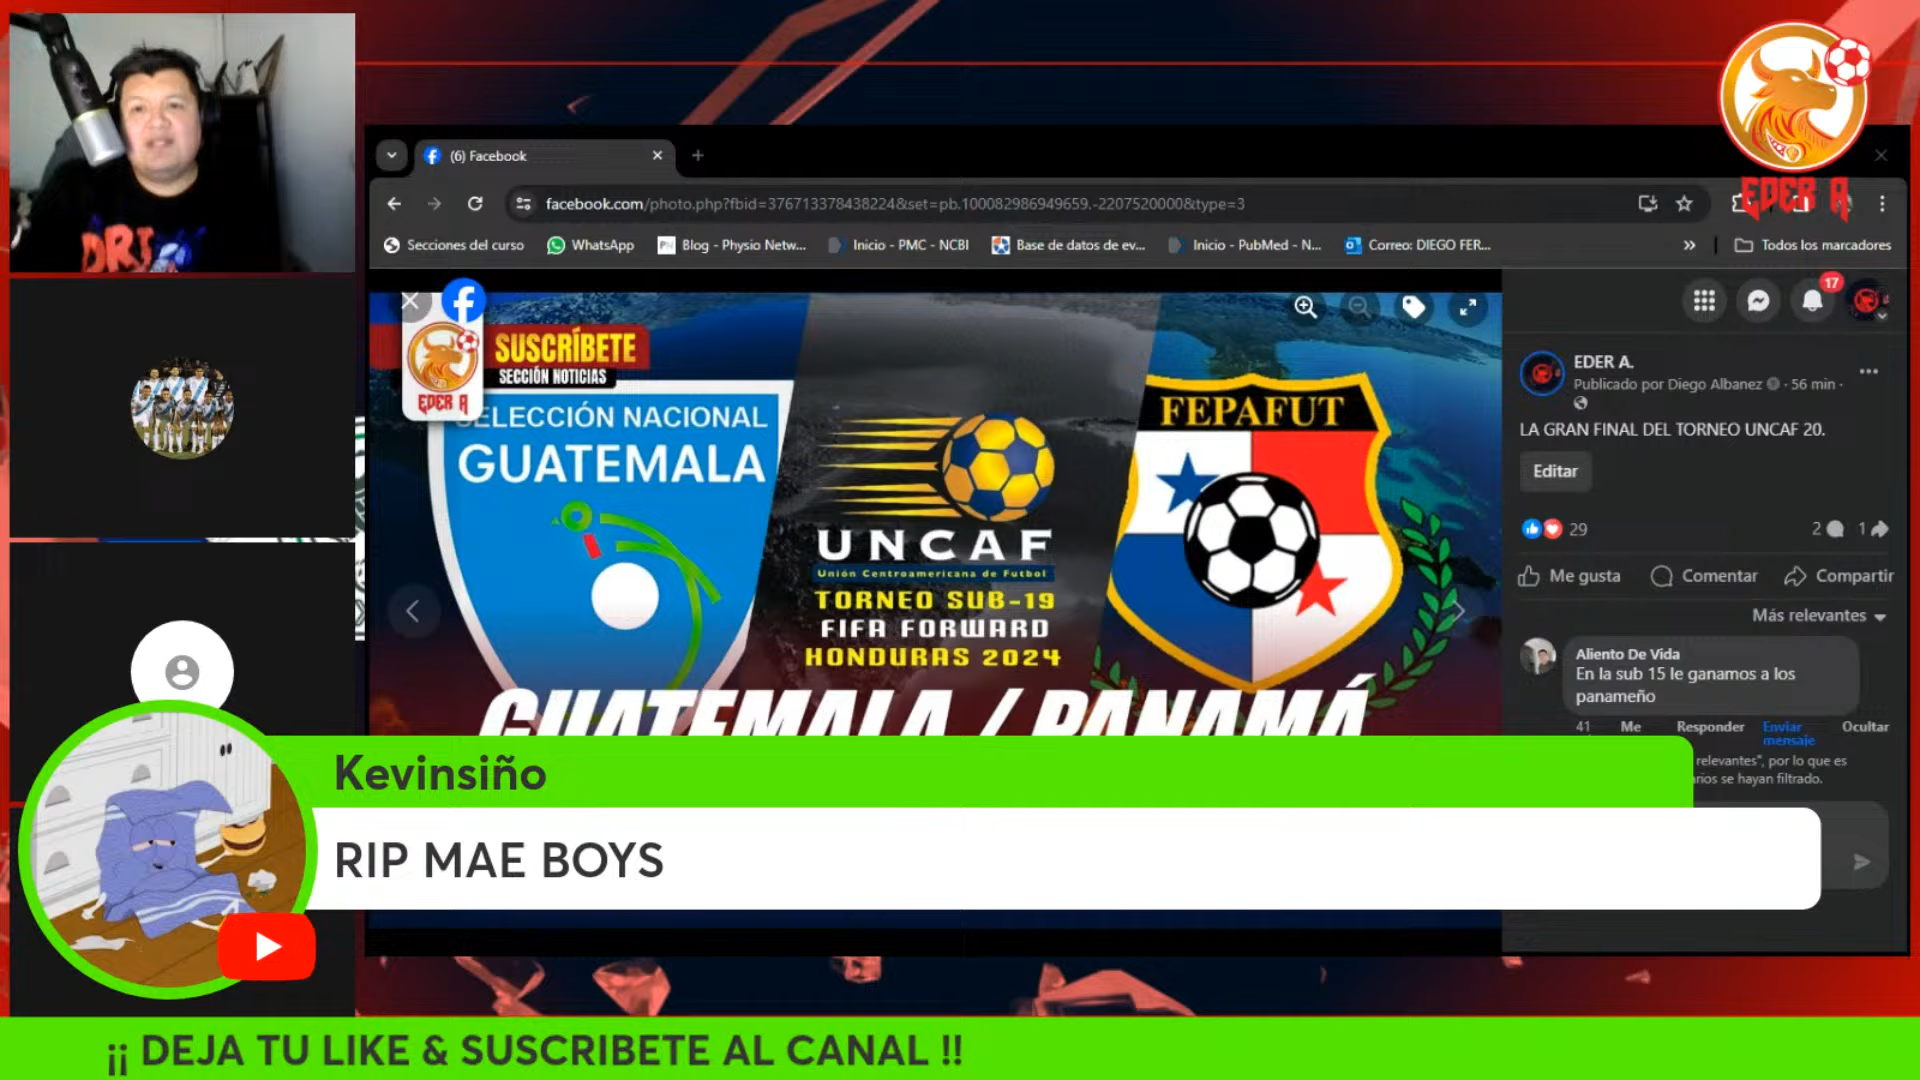 EDER A
(6) Facebook
facebook.com/photo.php?fbid=376713378438224&set=pb.100082986949659.-2207520000&type=3
Secciones del curso
WhatsApp
Blog - Physio Netw...
Inicio - PMC - NCBI
Base de datos de ev...
Inicio - PubMed - N...
Correo: DIEGO FER...
»
Todos los marcadores
SUSCRÍBETE
SECCIÓN NOTICIAS
EDER A
SELECCIÓN NACIONAL
GUATEMALA
UNCAF
Unión Centroamericana de Futbol
TORNEO SUB-19
FIFA FORWARD
HONDURAS 2024
FEPAFUT
GUATEMALA / PANAMÁ
17
EDER A.
Publicado por Diego Albanez · 56 min ·
LA GRAN FINAL DEL TORNEO UNCAF 20.
Editar
29
2
1
Me gusta
Comentar
Compartir
Más relevantes
Aliento De Vida
En la sub 15 le ganamos a los
panameño
41
Me
Responder
Enviar
mensaje
Ocultar
relevantes", por lo que es
rios se hayan filtrado.
Kevinsiño
RIP MAE BOYS
¡¡ DEJA TU LIKE & SUSCRIBETE AL CANAL !!